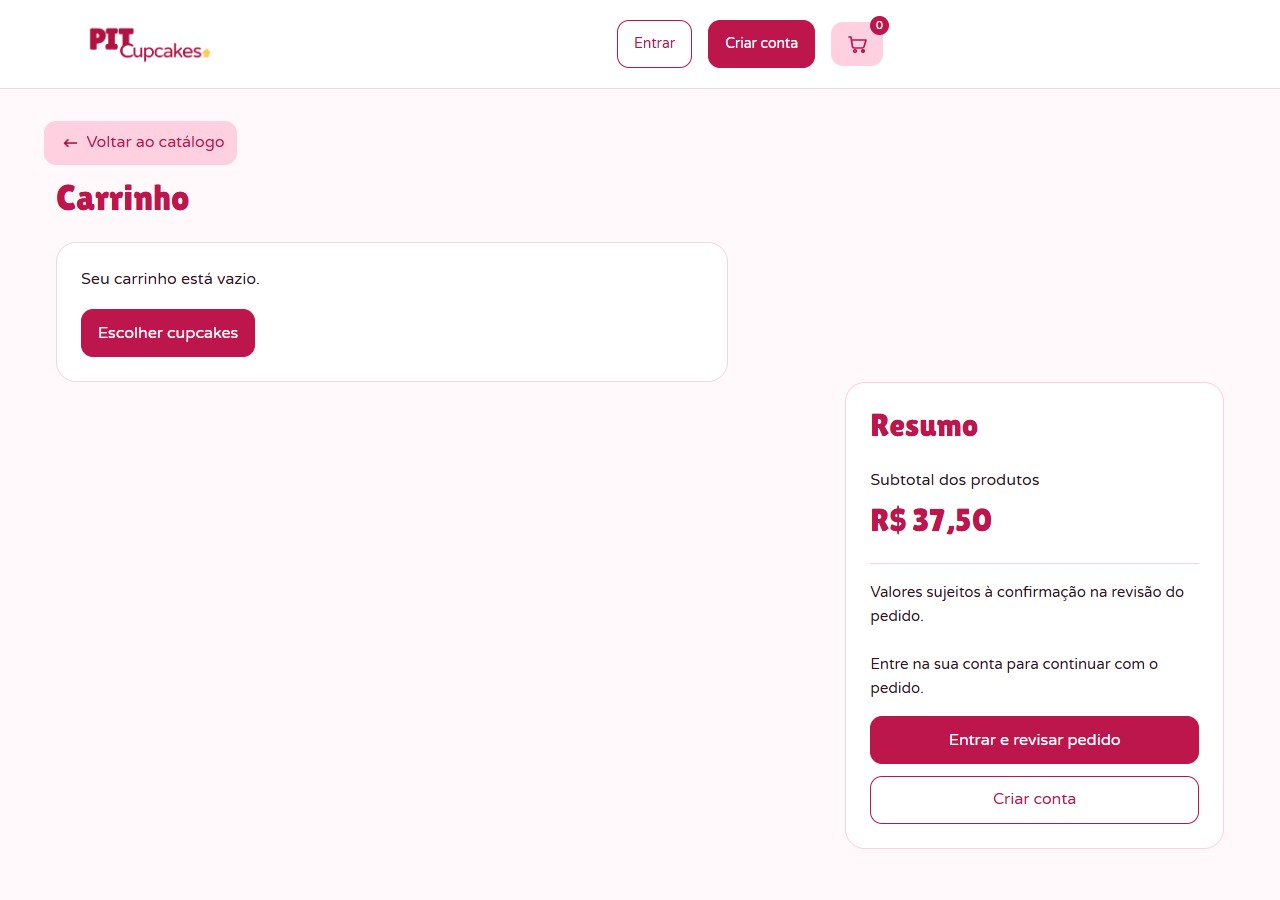 PIT
Cupcakes
Entrar
Criar conta
0
Voltar ao catálogo
Carrinho
Seu carrinho está vazio.
Escolher cupcakes
Resumo
Subtotal dos produtos
R$ 37,50
Valores sujeitos à confirmação na revisão do
pedido.
Entre na sua conta para continuar com o
pedido.
Entrar e revisar pedido
Criar conta